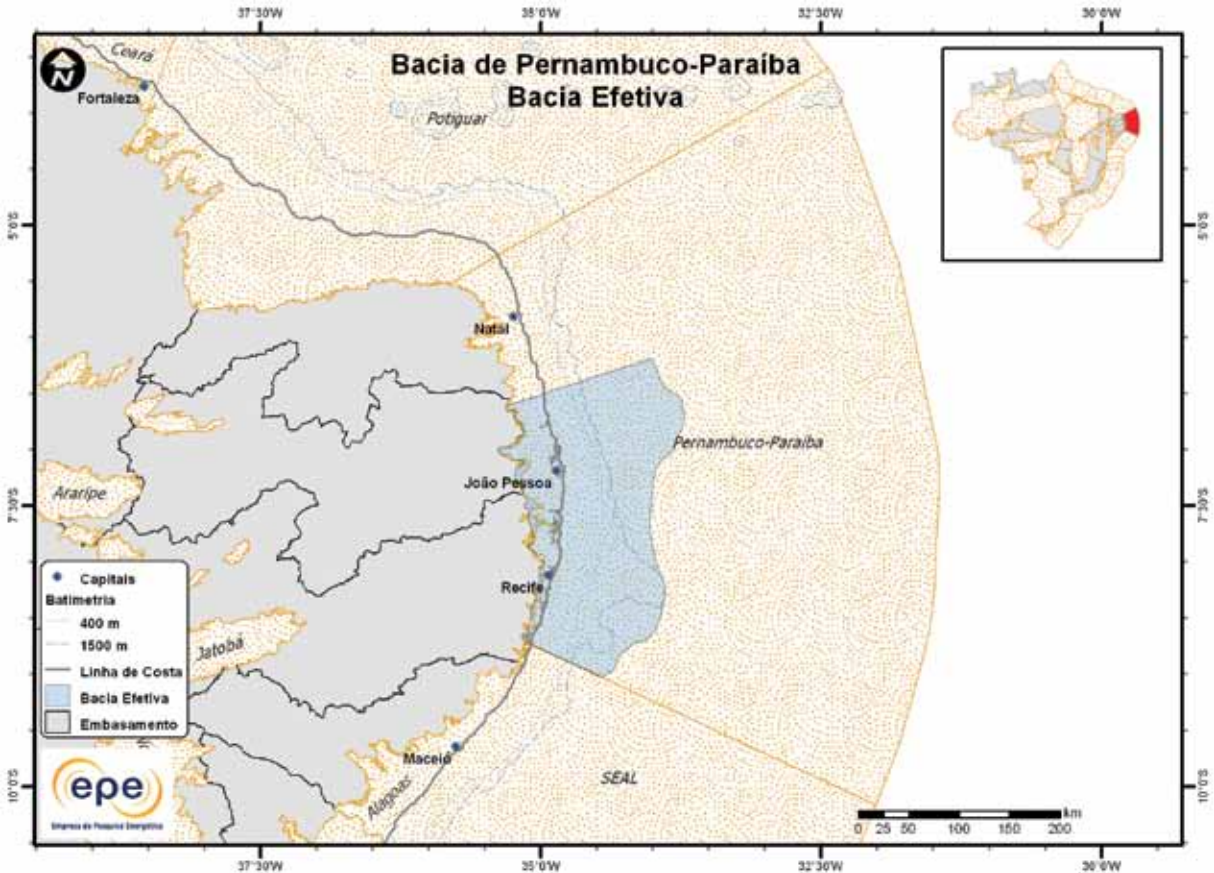 37°30'W
35°0'W
32°30'W
30°0'W
Bacia de Pernambuco-Paraíba
Bacia Efetiva
N
Ceará
Fortaleza
Potiguar
5°0'S
5°0'S
Natal
Pernambuco-Paraíba
João Pessoa
Araripe
7°30'S
7°30'S
Recife
Capitais
Batimetria
400 m
1500 m
Linha de Costa
Bacia Efetiva
Embasamento
Jatobá
Maceió
Alagoas
SEAL
10°0'S
10°0'S
epe
Empresa de Pesquisa Energética
km
0 25 50 100 150 200
37°30'W
35°0'W
32°30'W
30°0'W